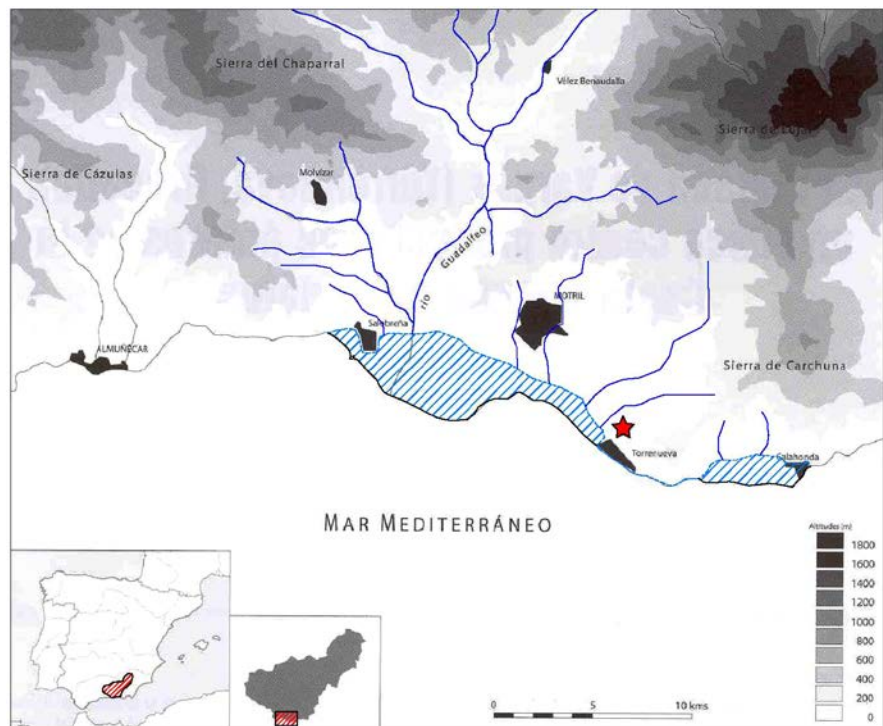 Sierra del Chaparral
Vélez Benaudalla
Sierra de Lújar
Sierra de Cázulas
Molvízar
río Guadalfeo
MOTRIL
Salobreña
ALMUÑÉCAR
Sierra de Carchuna
Torrenueva
Calahonda
MAR MEDITERRÁNEO
Altitudes (m)
1800
1600
1400
1200
1000
800
600
400
200
0
0 5 10 kms